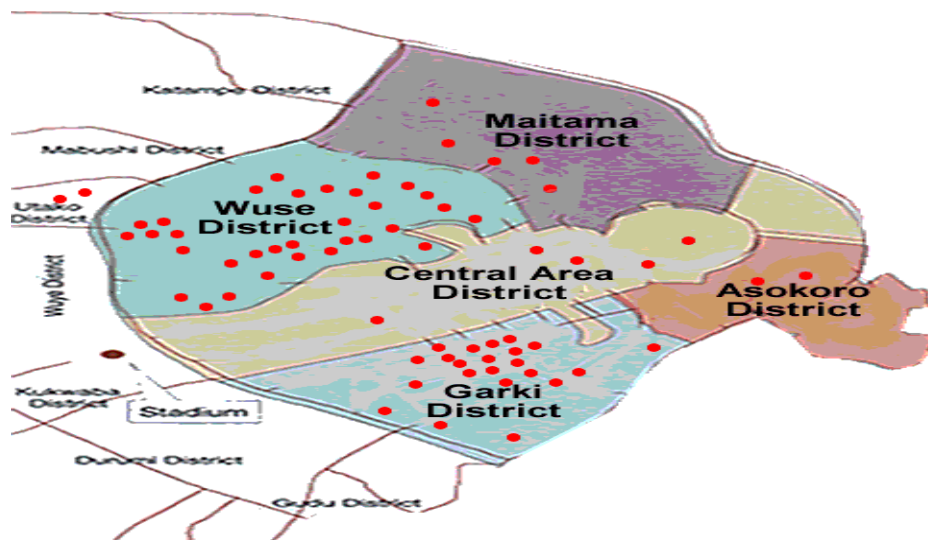 Katampe District
Maitama
District
Mabushi District
Utako
District
Wuse
District
Wuye District
Central Area
District
Asokoro
District
Garki
District
Kukwaba
District
Stadium
Durumi District
Gudu District